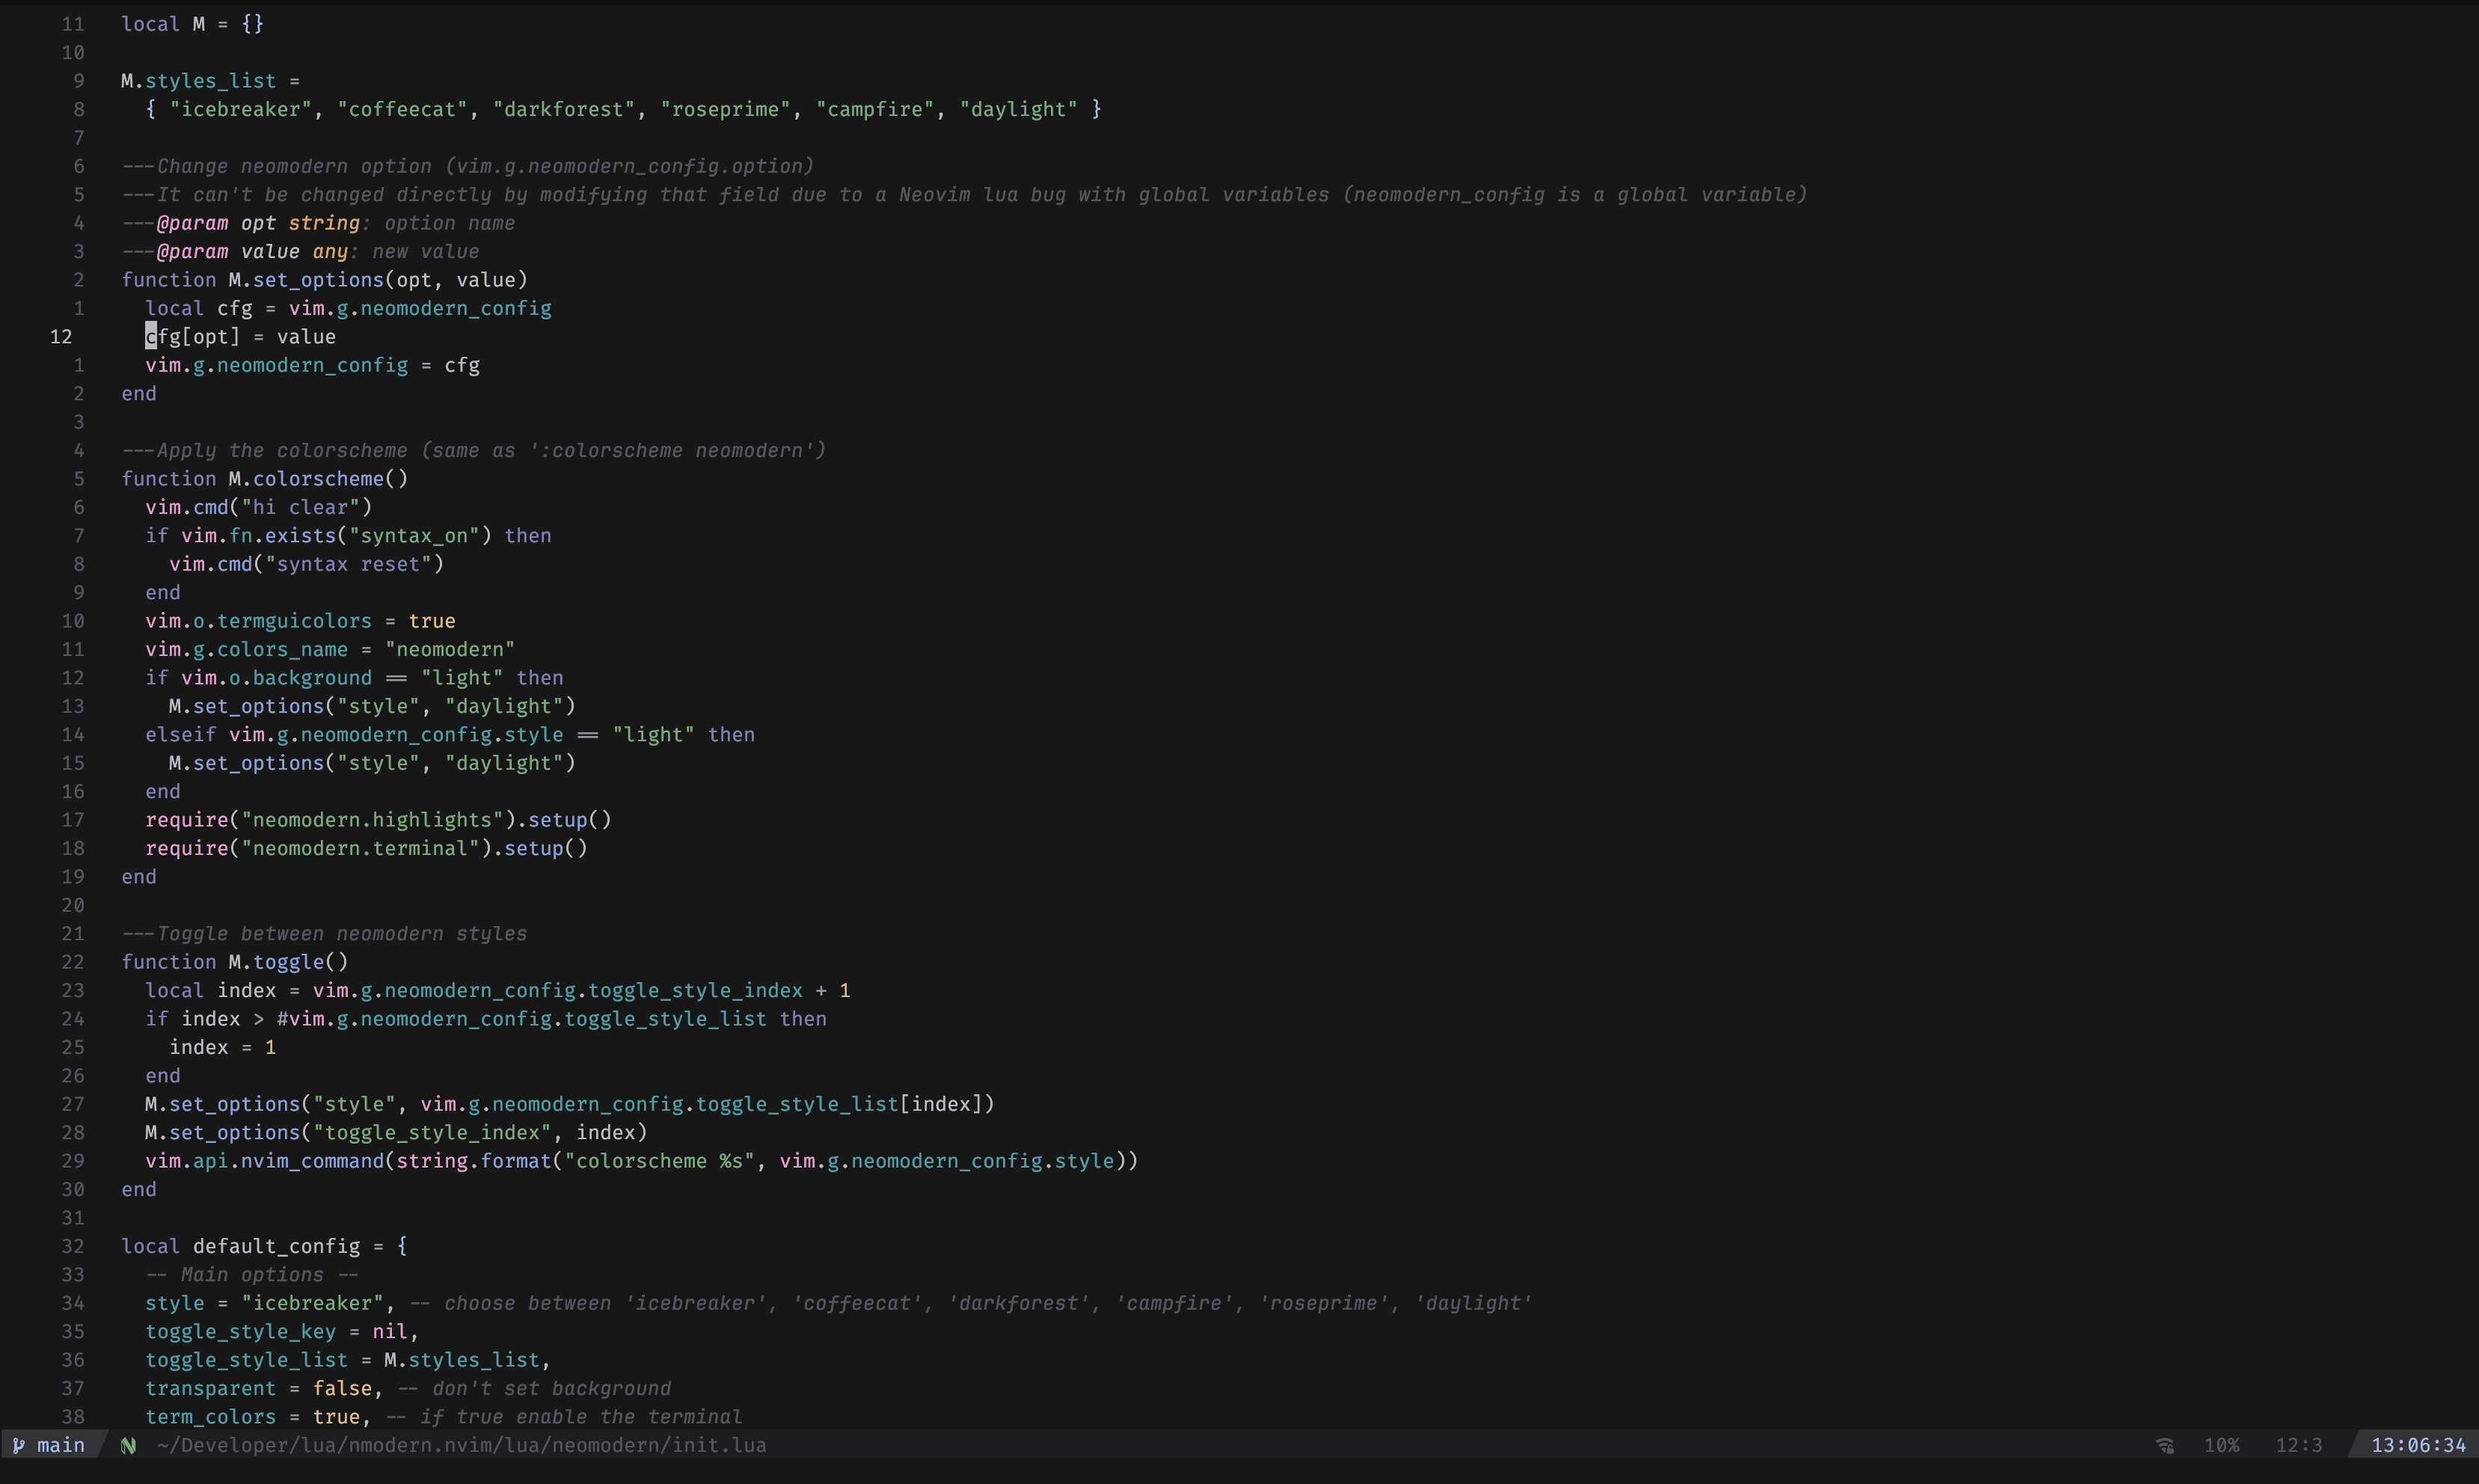 11 local M = {}
10
9 M.styles_list =
8 { "icebreaker", "coffeecat", "darkforest", "roseprime", "campfire", "daylight" }
7
6 ---Change neomodern option (vim.g.neomodern_config.option)
5 ---It can't be changed directly by modifying that field due to a Neovim lua bug with global variables (neomodern_config is a global variable)
4 ---@param opt string: option name
3 ---@param value any: new value
2 function M.set_options(opt, value)
1 local cfg = vim.g.neomodern_config
12 cfg[opt] = value
1 vim.g.neomodern_config = cfg
2 end
3
4 ---Apply the colorscheme (same as ':colorscheme neomodern')
5 function M.colorscheme()
6 vim.cmd("hi clear")
7 if vim.fn.exists("syntax_on") then
8 vim.cmd("syntax reset")
9 end
10 vim.o.termguicolors = true
11 vim.g.colors_name = "neomodern"
12 if vim.o.background == "light" then
13 M.set_options("style", "daylight")
14 elseif vim.g.neomodern_config.style == "light" then
15 M.set_options("style", "daylight")
16 end
17 require("neomodern.highlights").setup()
18 require("neomodern.terminal").setup()
19 end
20
21 ---Toggle between neomodern styles
22 function M.toggle()
23 local index = vim.g.neomodern_config.toggle_style_index + 1
24 if index > #vim.g.neomodern_config.toggle_style_list then
25 index = 1
26 end
27 M.set_options("style", vim.g.neomodern_config.toggle_style_list[index])
28 M.set_options("toggle_style_index", index)
29 vim.api.nvim_command(string.format("colorscheme %s", vim.g.neomodern_config.style))
30 end
31
32 local default_config = {
33 -- Main options --
34 style = "icebreaker", -- choose between 'icebreaker', 'coffeecat', 'darkforest', 'campfire', 'roseprime', 'daylight'
35 toggle_style_key = nil,
36 toggle_style_list = M.styles_list,
37 transparent = false, -- don't set background
38 term_colors = true, -- if true enable the terminal
main ~/Developer/lua/nmodern.nvim/lua/neomodern/init.lua 10% 12:3 13:06:34